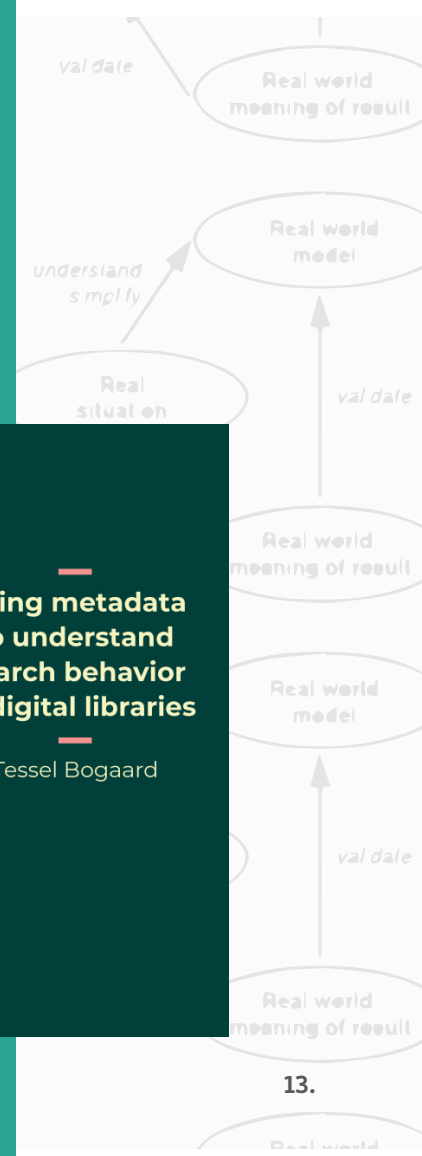 val date
Real world
meaning of result
Real world
model
understand
s mpl fy
Real
situat on
val date
Real world
meaning of result
ing metadata
understand
arch behavior
digital libraries
Tessel Bogaard
Real world
model
val date
Real world
meaning of result
13.
Real world